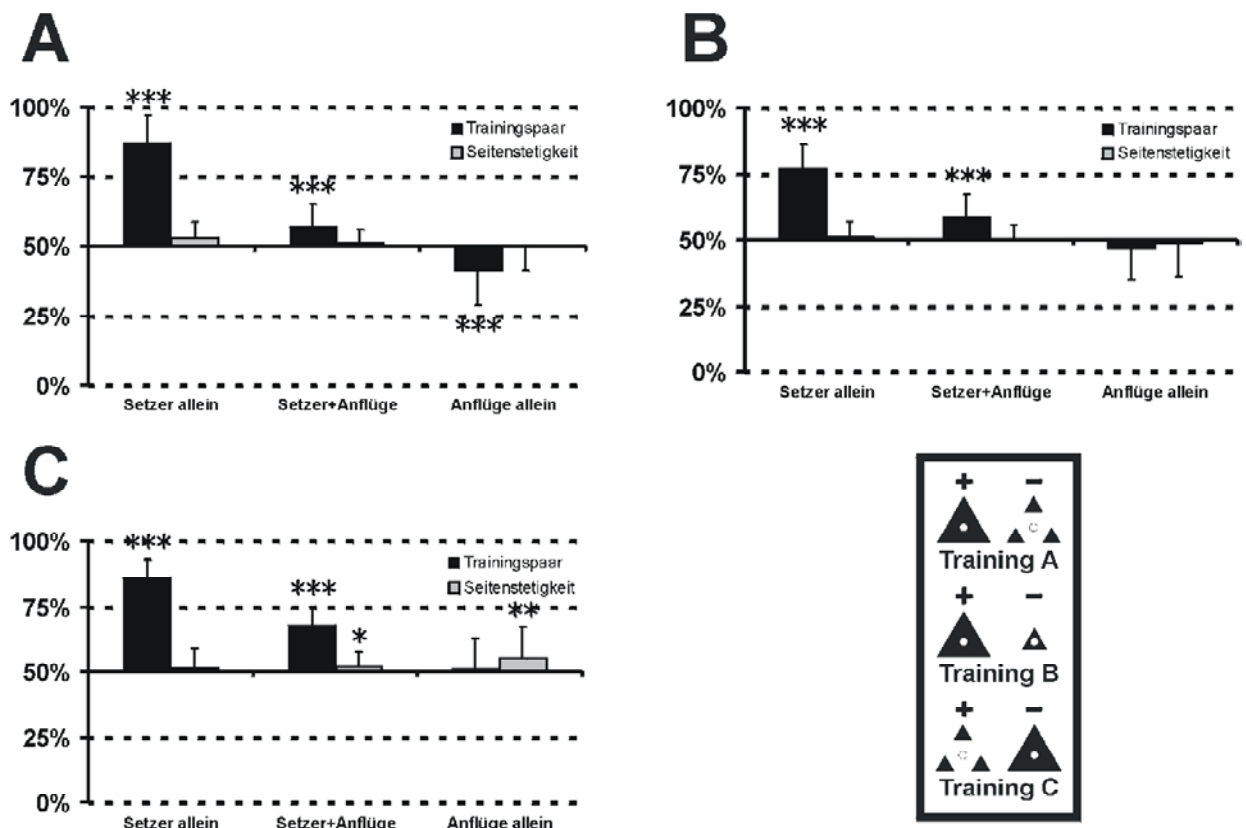 A
100%
***
Trainingspaar
Seitenstetigkeit
75%
***
50%
25%
***
0%
Setzer allein Setzer+Anflüge Anflüge allein
B
100%
***
Trainingspaar
Seitenstetigkeit
75%
***
50%
25%
0%
Setzer allein Setzer+Anflüge Anflüge allein
C
100%
***
Trainingspaar
Seitenstetigkeit
75%
***
*
**
50%
25%
0%
Setzer allein Setzer+Anflüge Anflüge allein
+ −
Training A
+ −
Training B
+ −
Training C